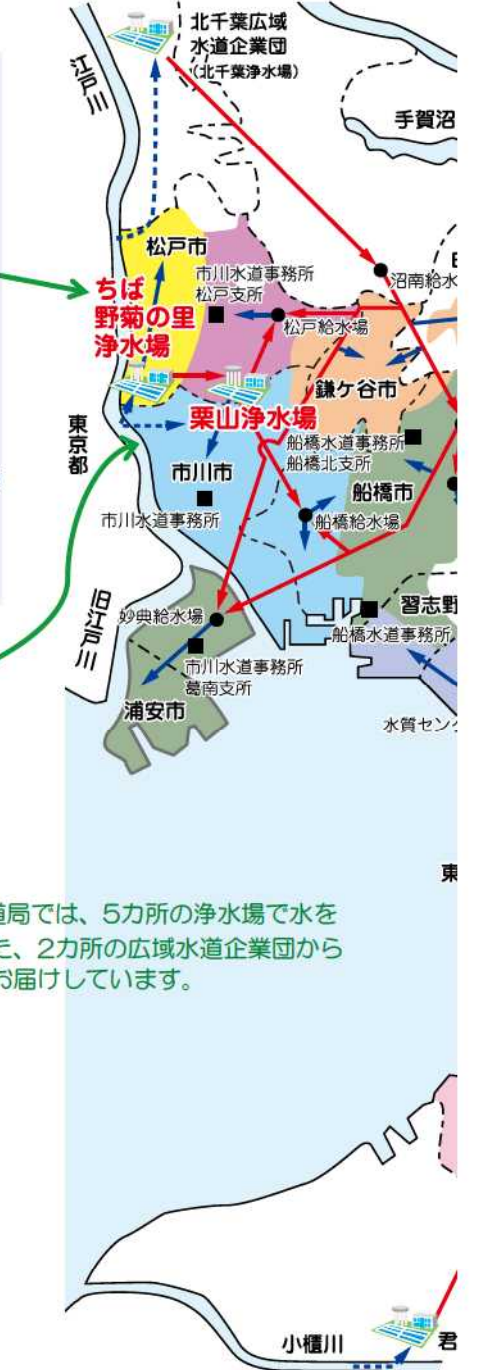 北千葉広域
水道企業団
（北千葉浄水場）
江戸川
手賀沼
松戸市
市川水道事務所
松戸支所
沼南給水
ちば
野菊の里
浄水場
松戸給水場
鎌ケ谷市
栗山浄水場
東京都
船橋水道事務所
船橋北支所
市川市
船橋市
市川水道事務所
船橋給水場
旧江戸川
妙典給水場
習志野
船橋水道事務所
市川水道事務所
葛南支所
浦安市
水質セン
東
道局では、5カ所の浄水場で水を
た、2カ所の広域水道企業団から
お届けしています。
小櫃川
君